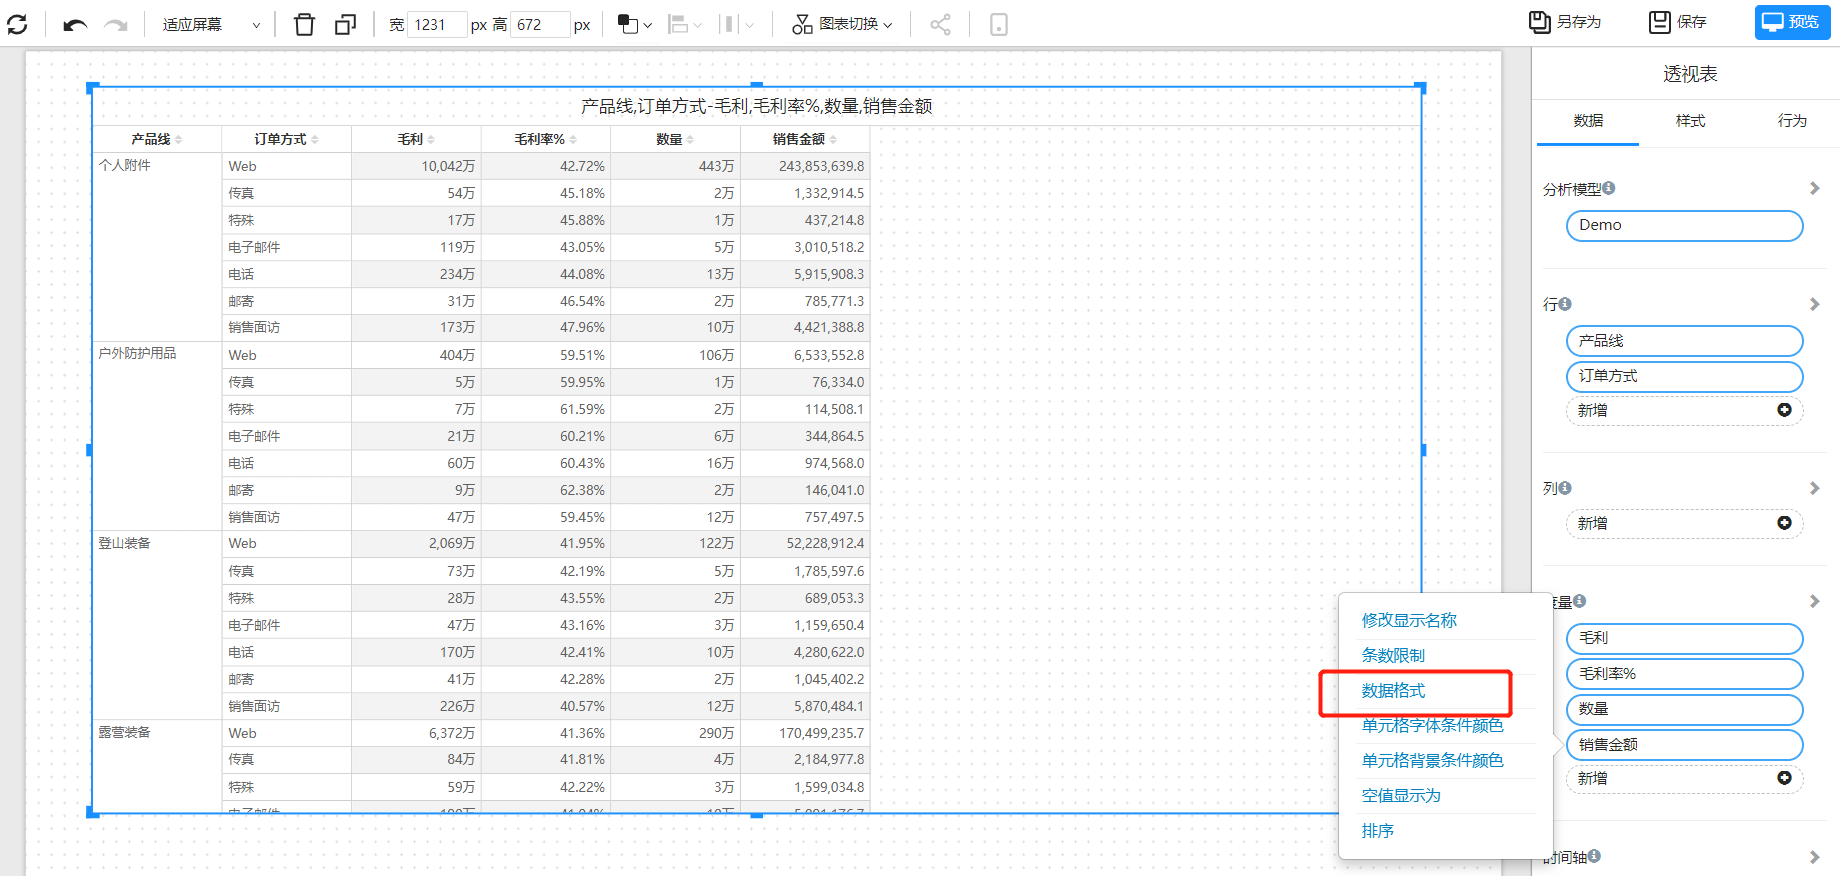 适应屏幕 宽 1231 px 高 672 px 图表切换 另存为 保存 预览
产品线,订单方式-毛利,毛利率%,数量,销售金额
产品线 订单方式 毛利 毛利率% 数量 销售金额
个人附件 Web 10,042万 42.72% 443万 243,853,639.8
传真 54万 45.18% 2万 1,332,914.5
特殊 17万 45.88% 1万 437,214.8
电子邮件 119万 43.05% 5万 3,010,518.2
电话 234万 44.08% 13万 5,915,908.3
邮寄 31万 46.54% 2万 785,771.3
销售面访 173万 47.96% 10万 4,421,388.8
户外防护用品 Web 404万 59.51% 106万 6,533,552.8
传真 5万 59.95% 1万 76,334.0
特殊 7万 61.59% 2万 114,508.1
电子邮件 21万 60.21% 6万 344,864.5
电话 60万 60.43% 16万 974,568.0
邮寄 9万 62.38% 2万 146,041.0
销售面访 47万 59.45% 12万 757,497.5
登山装备 Web 2,069万 41.95% 122万 52,228,912.4
传真 73万 42.19% 5万 1,785,597.6
特殊 28万 43.55% 2万 689,053.3
电子邮件 47万 43.16% 3万 1,159,650.4
电话 170万 42.41% 10万 4,280,622.0
邮寄 41万 42.28% 2万 1,045,402.2
销售面访 226万 40.57% 12万 5,870,484.1
露营装备 Web 6,372万 41.36% 290万 170,499,235.7
传真 84万 41.81% 4万 2,184,977.8
特殊 59万 42.22% 3万 1,599,034.8
电子邮件
修改显示名称
条数限制
数据格式
单元格字体条件颜色
单元格背景条件颜色
空值显示为
排序
透视表
数据 样式 行为
分析模型
Demo
行
产品线
订单方式
新增
列
新增
度量
毛利
毛利率%
数量
销售金额
新增
时间轴